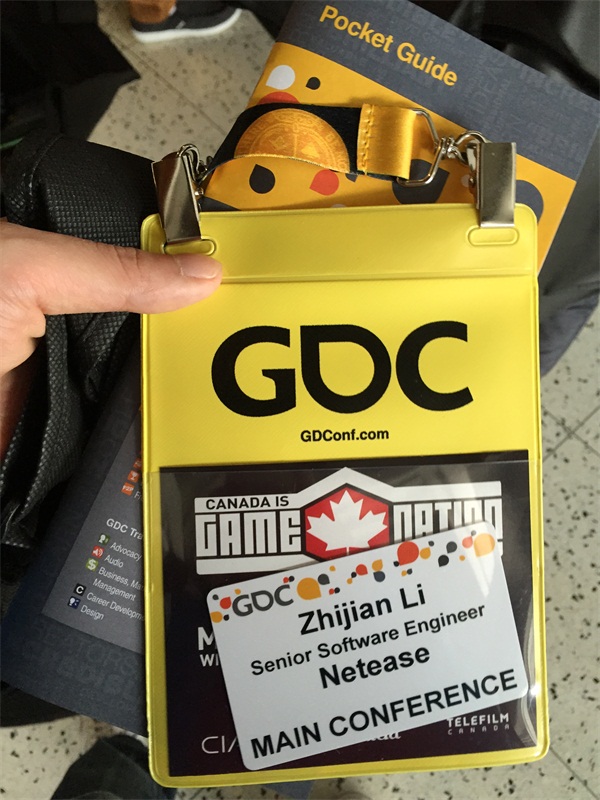 Pocket Guide
GDC
GDConf.com
CANADA IS
GAME NATION
GDC
Zhijian Li
Senior Software Engineer
Netease
MAIN CONFERENCE
TELEFILM
CANADA
GDC Tra
Advocacy
Audio
Business, Ma
Management
Career Developm
Design